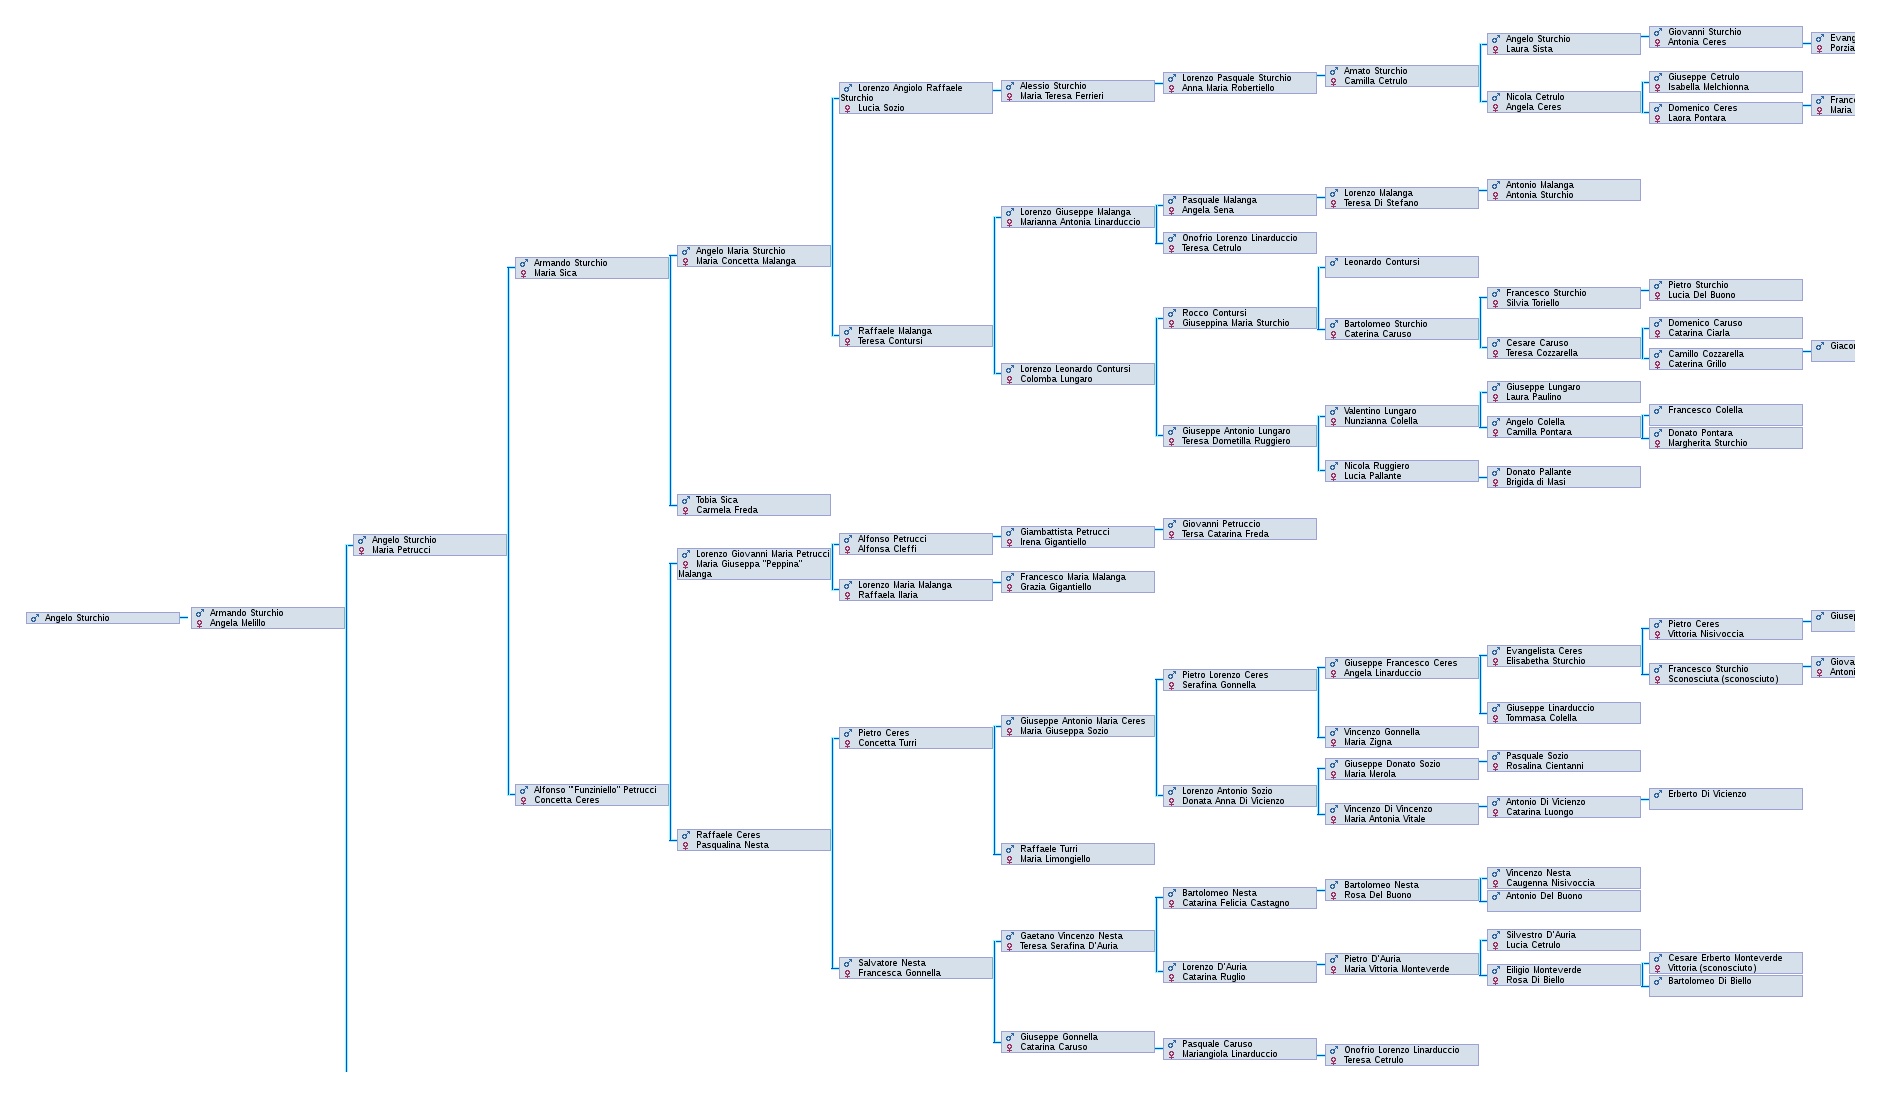 Angelo Sturchio
Armando Sturchio
Angela Melillo
Angelo Sturchio
Maria Petrucci
Armando Sturchio
Maria Sica
Alfonso '"Funziniello" Petrucci
Concetta Ceres
Angelo Maria Sturchio
Maria Concetta Malanga
Tobia Sica
Carmela Freda
Lorenzo Giovanni Maria Petrucci
Maria Giuseppa "Peppina"
Malanga
Raffaele Ceres
Pasqualina Nesta
Lorenzo Angiolo Raffaele
Sturchio
Lucia Sozio
Raffaele Malanga
Teresa Contursi
Alfonso Petrucci
Alfonsa Cleffi
Lorenzo Maria Malanga
Raffaela Ilaria
Pietro Ceres
Concetta Turri
Salvatore Nesta
Francesca Gonnella
Alessio Sturchio
Maria Teresa Ferrieri
Lorenzo Giuseppe Malanga
Marianna Antonia Linarduccio
Lorenzo Leonardo Contursi
Colomba Lungaro
Giambattista Petrucci
Irena Gigantiello
Francesco Maria Malanga
Grazia Gigantiello
Giuseppe Antonio Maria Ceres
Maria Giuseppa Sozio
Raffaele Turri
Maria Limongiello
Gaetano Vincenzo Nesta
Teresa Serafina D'Auria
Giuseppe Gonnella
Catarina Caruso
Lorenzo Pasquale Sturchio
Anna Maria Robertiello
Pasquale Malanga
Angela Sena
Onofrio Lorenzo Linarduccio
Teresa Cetrulo
Rocco Contursi
Giuseppina Maria Sturchio
Giuseppe Antonio Lungaro
Teresa Dometilla Ruggiero
Giovanni Petruccio
Tersa Catarina Freda
Pietro Lorenzo Ceres
Serafina Gonnella
Lorenzo Antonio Sozio
Donata Anna Di Vicienzo
Bartolomeo Nesta
Catarina Felicia Castagno
Lorenzo D'Auria
Catarina Ruglio
Pasquale Caruso
Mariangiola Linarduccio
Amato Sturchio
Camilla Cetrulo
Lorenzo Malanga
Teresa Di Stefano
Leonardo Contursi
Bartolomeo Sturchio
Caterina Caruso
Valentino Lungaro
Nunzianna Colella
Nicola Ruggiero
Lucia Pallante
Giuseppe Francesco Ceres
Angela Linarduccio
Vincenzo Gonnella
Maria Zigna
Giuseppe Donato Sozio
Maria Merola
Vincenzo Di Vincenzo
Maria Antonia Vitale
Bartolomeo Nesta
Rosa Del Buono
Pietro D'Auria
Maria Vittoria Monteverde
Onofrio Lorenzo Linarduccio
Teresa Cetrulo
Angelo Sturchio
Laura Sista
Nicola Cetrulo
Angela Ceres
Antonio Malanga
Antonia Sturchio
Francesco Sturchio
Silvia Toriello
Cesare Caruso
Teresa Cozzarella
Giuseppe Lungaro
Laura Paulino
Angelo Colella
Camilla Pontara
Donato Pallante
Brigida di Masi
Evangelista Ceres
Elisabetha Sturchio
Giuseppe Linarduccio
Tommasa Colella
Pasquale Sozio
Rosalina Cientanni
Antonio Di Vicienzo
Catarina Luongo
Vincenzo Nesta
Caugenna Nisivoccia
Antonio Del Buono
Silvestro D'Auria
Lucia Cetrulo
Eiligio Monteverde
Rosa Di Biello
Giovanni Sturchio
Antonia Ceres
Giuseppe Cetrulo
Isabella Melchionna
Domenico Ceres
Laora Pontara
Pietro Sturchio
Lucia Del Buono
Domenico Caruso
Catarina Ciarla
Camillo Cozzarella
Caterina Grillo
Francesco Colella
Donato Pontara
Margherita Sturchio
Pietro Ceres
Vittoria Nisivoccia
Francesco Sturchio
Sconosciuta (sconosciuto)
Erberto Di Vicienzo
Cesare Erberto Monteverde
Vittoria (sconosciuto)
Bartolomeo Di Biello
Evang
Porzia
Franc
Maria
Giaco
Giuse
Giova
Anton